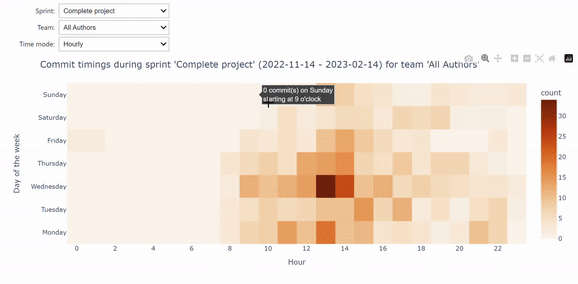 Sprint: Complete project
Team: All Authors
Time mode: Hourly
Commit timings during sprint 'Complete project' (2022-11-14 - 2023-02-14) for team 'All Authors'
0 commit(s) on Sunday
starting at 9 o'clock
count
Sunday
Saturday
Friday
Thursday
Wednesday
Tuesday
Monday
Day of the week
30
25
20
15
10
5
0
0 2 4 6 8 10 12 14 16 18 20 22
Hour